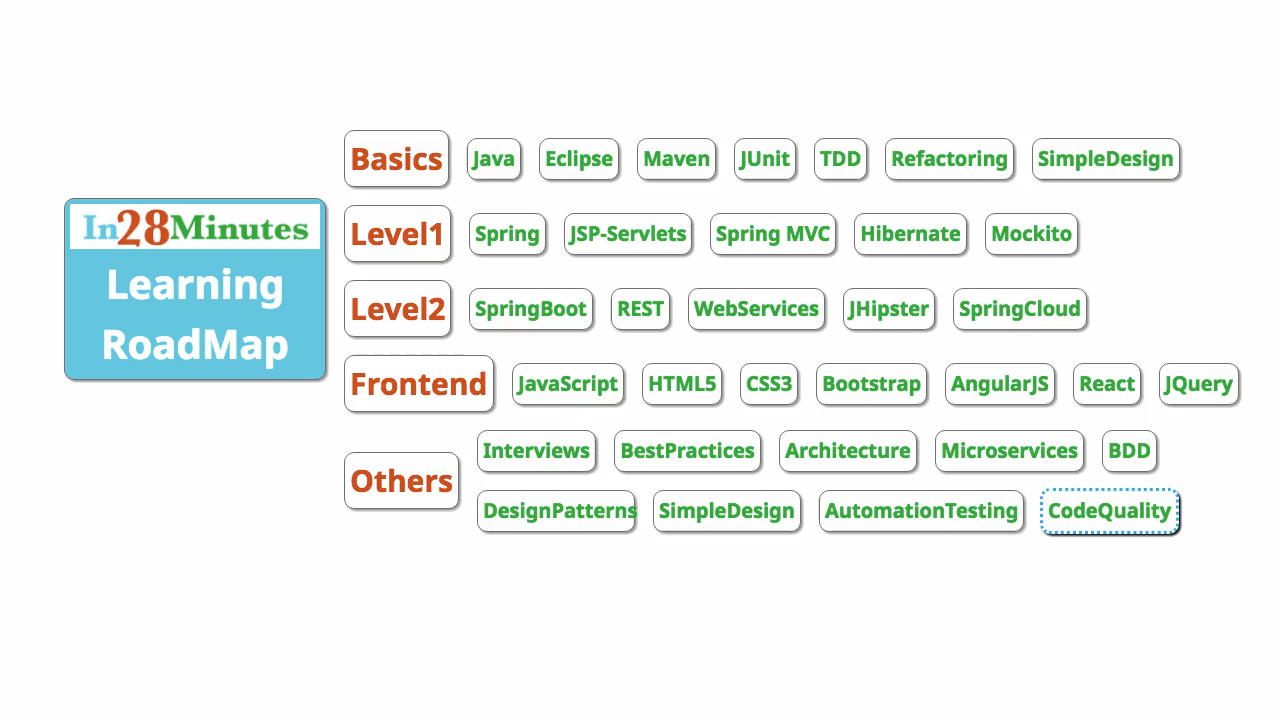 In28Minutes
Learning
RoadMap
Basics Java Eclipse Maven JUnit TDD Refactoring SimpleDesign
Level1 Spring JSP-Servlets Spring MVC Hibernate Mockito
Level2 SpringBoot REST WebServices JHipster SpringCloud
Frontend JavaScript HTML5 CSS3 Bootstrap AngularJS React JQuery
Others
Interviews BestPractices Architecture Microservices BDD
DesignPatterns SimpleDesign AutomationTesting CodeQuality